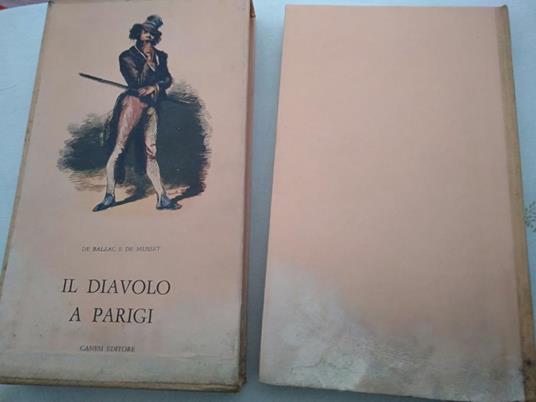 DE BALZAC E DE MUSSET
IL DIAVOLO
A PARIGI
CANESI EDITORE